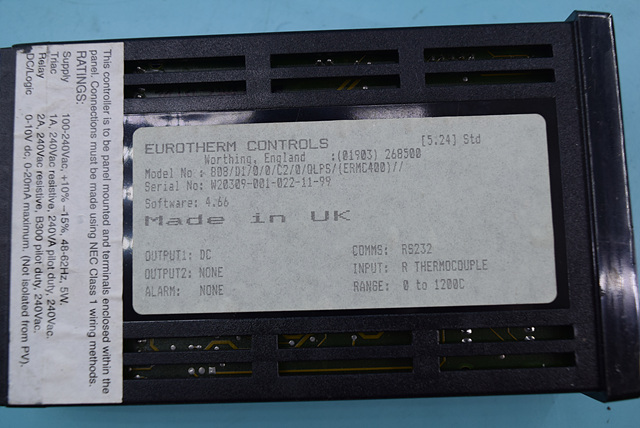 This controller is to be panel mounted and terminals enclosed within the
panel. Connections must be made using NEC Class 1 wiring methods.
RATINGS:
Supply 100-240Vac, +10% -15%, 48-62Hz, 5W.
Triac 1A, 240Vac resistive, 240VA pilot duty, 240Vac.
Relay 2A, 240Vac resistive, B300 pilot duty, 240Vac.
DC/Logic 0-10V dc, 0-20mA maximum, (Not isolated from PV).
EUROTHERM CONTROLS [5.24] Std
Worthing, England :(01903) 268500
Model No : 808/D1/0/0/C2/0/QLPS/(ERMC400)//
Serial No: W20309-001-022-11-99
Software: 4.66
Made in UK
OUTPUT1: DC COMMS: RS232
OUTPUT2: NONE INPUT: R THERMOCOUPLE
ALARM: NONE RANGE: 0 to 1200C